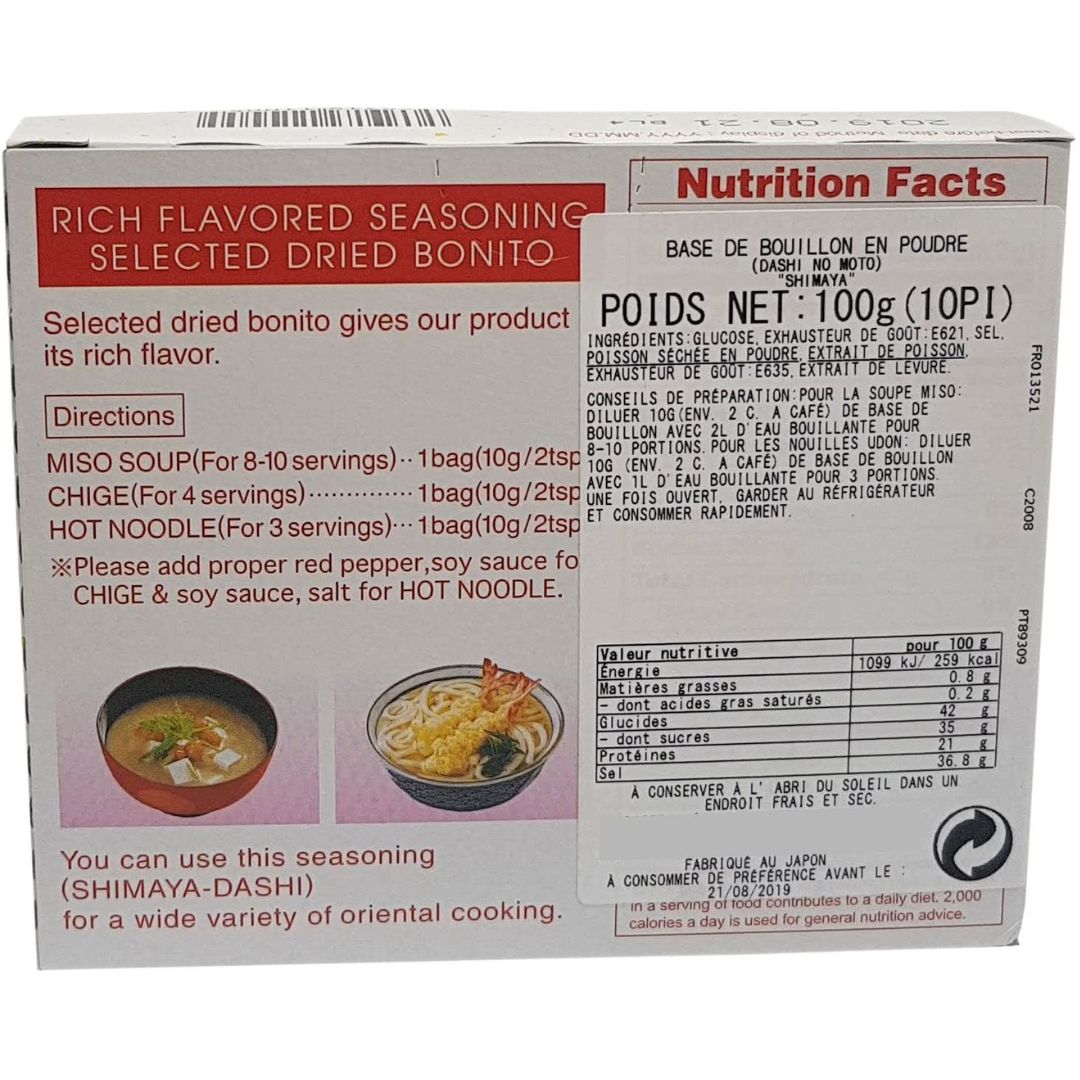 2019.08.21 BL4
RICH FLAVORED SEASONING
SELECTED DRIED BONITO
Selected dried bonito gives our product
its rich flavor.
Directions
MISO SOUP(For 8-10 servings)‥1bag(10g/2tsp
CHIGE(For 4 servings)············1bag(10g/2tsp
HOT NOODLE(For 3 servings)···1bag(10g/2tsp
※Please add proper red pepper,soy sauce fo
CHIGE & soy sauce, salt for HOT NOODLE.
You can use this seasoning
(SHIMAYA-DASHI)
for a wide variety of oriental cooking.
Nutrition Facts
BASE DE BOUILLON EN POUDRE
(DASHI NO MOTO)
"SHIMAYA"
POIDS NET:100g(10PI)
INGRÉDIENTS:GLUCOSE, EXHAUSTEUR DE GOÛT:E621, SEL,
POISSON SÉCHÉE EN POUDRE, EXTRAIT DE POISSON,
EXHAUSTEUR DE GOÛT:E635, EXTRAIT DE LEVURE.
CONSEILS DE PRÉPARATION:POUR LA SOUPE MISO:
DILUER 10G(ENV. 2 C. A CAFÉ) DE BASE DE
BOUILLON AVEC 2L D'EAU BOUILLANTE POUR
8-10 PORTIONS. POUR LES NOUILLES UDON: DILUER
10G (ENV. 2 C. A CAFÉ) DE BASE DE BOUILLON
AVEC 1L D'EAU BOUILLANTE POUR 3 PORTIONS.
UNE FOIS OUVERT, GARDER AU RÉFRIGÉRATEUR
ET CONSOMMER RAPIDEMENT.
Valeur nutritive pour 100 g
Énergie 1099 kJ/ 259 kcal
Matières grasses 0.8 g
- dont acides gras saturés 0.2 g
Glucides 42 g
- dont sucres 35 g
Protéines 21 g
Sel 36.8 g
À CONSERVER À L' ABRI DU SOLEIL DANS UN
ENDROIT FRAIS ET SEC.
FABRIQUÉ AU JAPON
À CONSOMMER DE PRÉFÉRENCE AVANT LE :
21/08/2019
FR013521
C2008
PT89309
in a serving of food contributes to a daily diet. 2,000
calories a day is used for general nutrition advice.